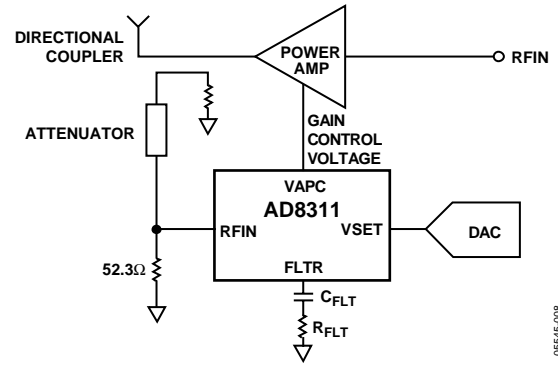 DIRECTIONAL
COUPLER
POWER
AMP
RFIN
ATTENUATOR
GAIN
CONTROL
VOLTAGE
VAPC
AD8311
RFIN
VSET
DAC
FLTR
52.3Ω
CFLT
RFLT
05545-008